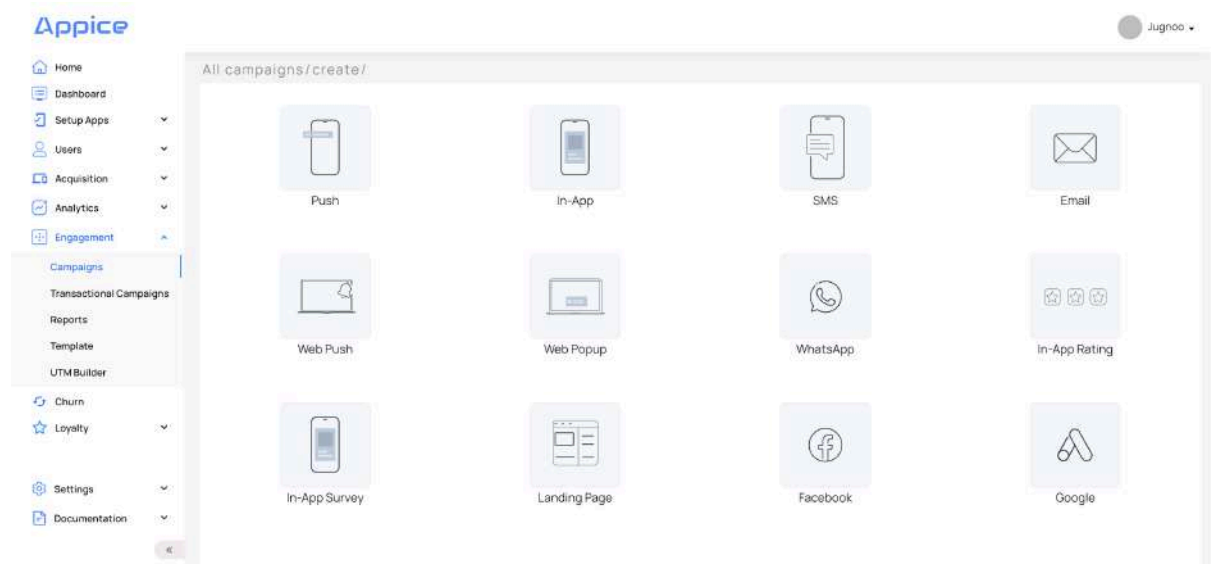 Appice
Jugnoo
Home
Dashboard
Setup Apps
Users
Acquisition
Analytics
Engagement
Campaigns
Transactional Campaigns
Reports
Template
UTM Builder
Churn
Loyalty
Settings
Documentation
«
All campaigns/create/
Push In-App SMS Email
Web Push Web Popup WhatsApp In-App Rating
In-App Survey Landing Page Facebook Google